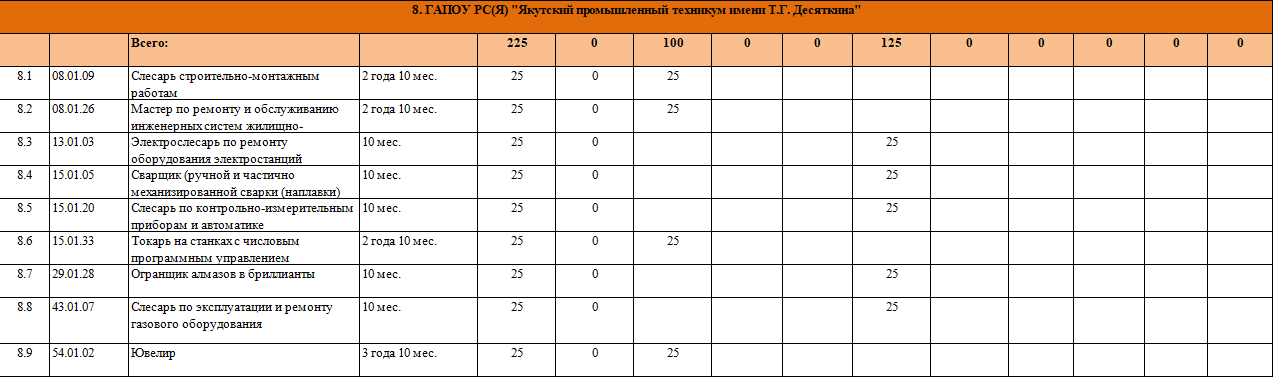 8. ГАПОУ РС(Я) "Якутский промышленный техникум имени Т.Г. Десяткина"
Всего: 225 0 100 0 0 125 0 0 0 0 0
8.1 08.01.09 Слесарь строительно-монтажным 2 года 10 мес. 25 0 25
работам
8.2 08.01.26 Мастер по ремонту и обслуживанию 2 года 10 мес. 25 0 25
инженерных систем жилищно-
8.3 13.01.03 Электрослесарь по ремонту 10 мес. 25 0 25
оборудования электростанций
8.4 15.01.05 Сварщик (ручной и частично 10 мес. 25 0 25
механизированной сварки (наплавки)
8.5 15.01.20 Слесарь по контрольно-измерительным 10 мес. 25 0 25
приборам и автоматике
8.6 15.01.33 Токарь на станках с числовым 2 года 10 мес. 25 0 25
программным управлением
8.7 29.01.28 Огранщик алмазов в бриллианты 10 мес. 25 0 25
8.8 43.01.07 Слесарь по эксплуатации и ремонту 10 мес. 25 0 25
газового оборудования
8.9 54.01.02 Ювелир 3 года 10 мес. 25 0 25